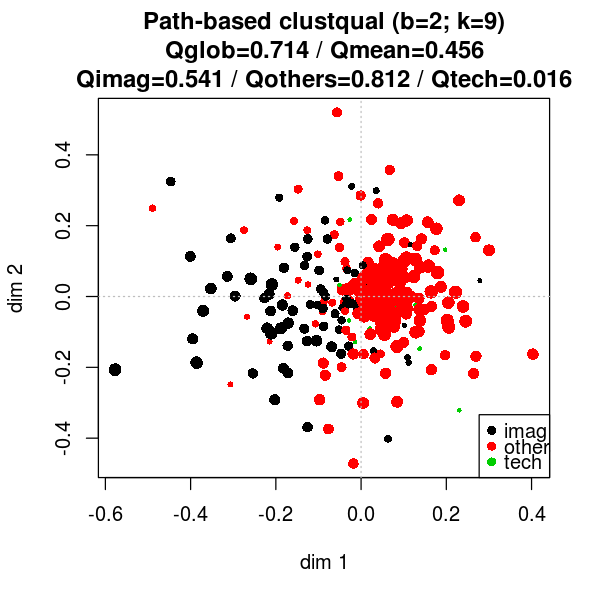 Path-based clustqual (b=2; k=9)
Qglob=0.714 / Qmean=0.456
Qimag=0.541 / Qothers=0.812 / Qtech=0.016
0.4
0.2
0.0
-0.2
-0.4
dim 2
imag
other
tech
-0.6
-0.4
-0.2
0.0
0.2
0.4
dim 1